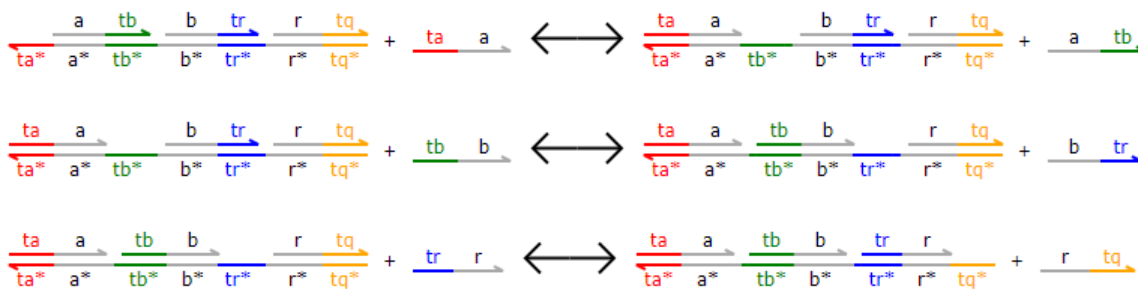 a tb b tr r tq ta a ta a b tr r tq a tb
+ +
ta* a* tb* b* tr* r* tq* ta* a* tb* b* tr* r* tq*
ta a b tr r tq tb b ta a tb b r tq b tr
+ +
ta* a* tb* b* tr* r* tq* ta* a* tb* b* tr* r* tq*
ta a tb b r tq tr r ta a tb b tr r r tq
+ +
ta* a* tb* b* tr* r* tq* ta* a* tb* b* tr* r* tq*